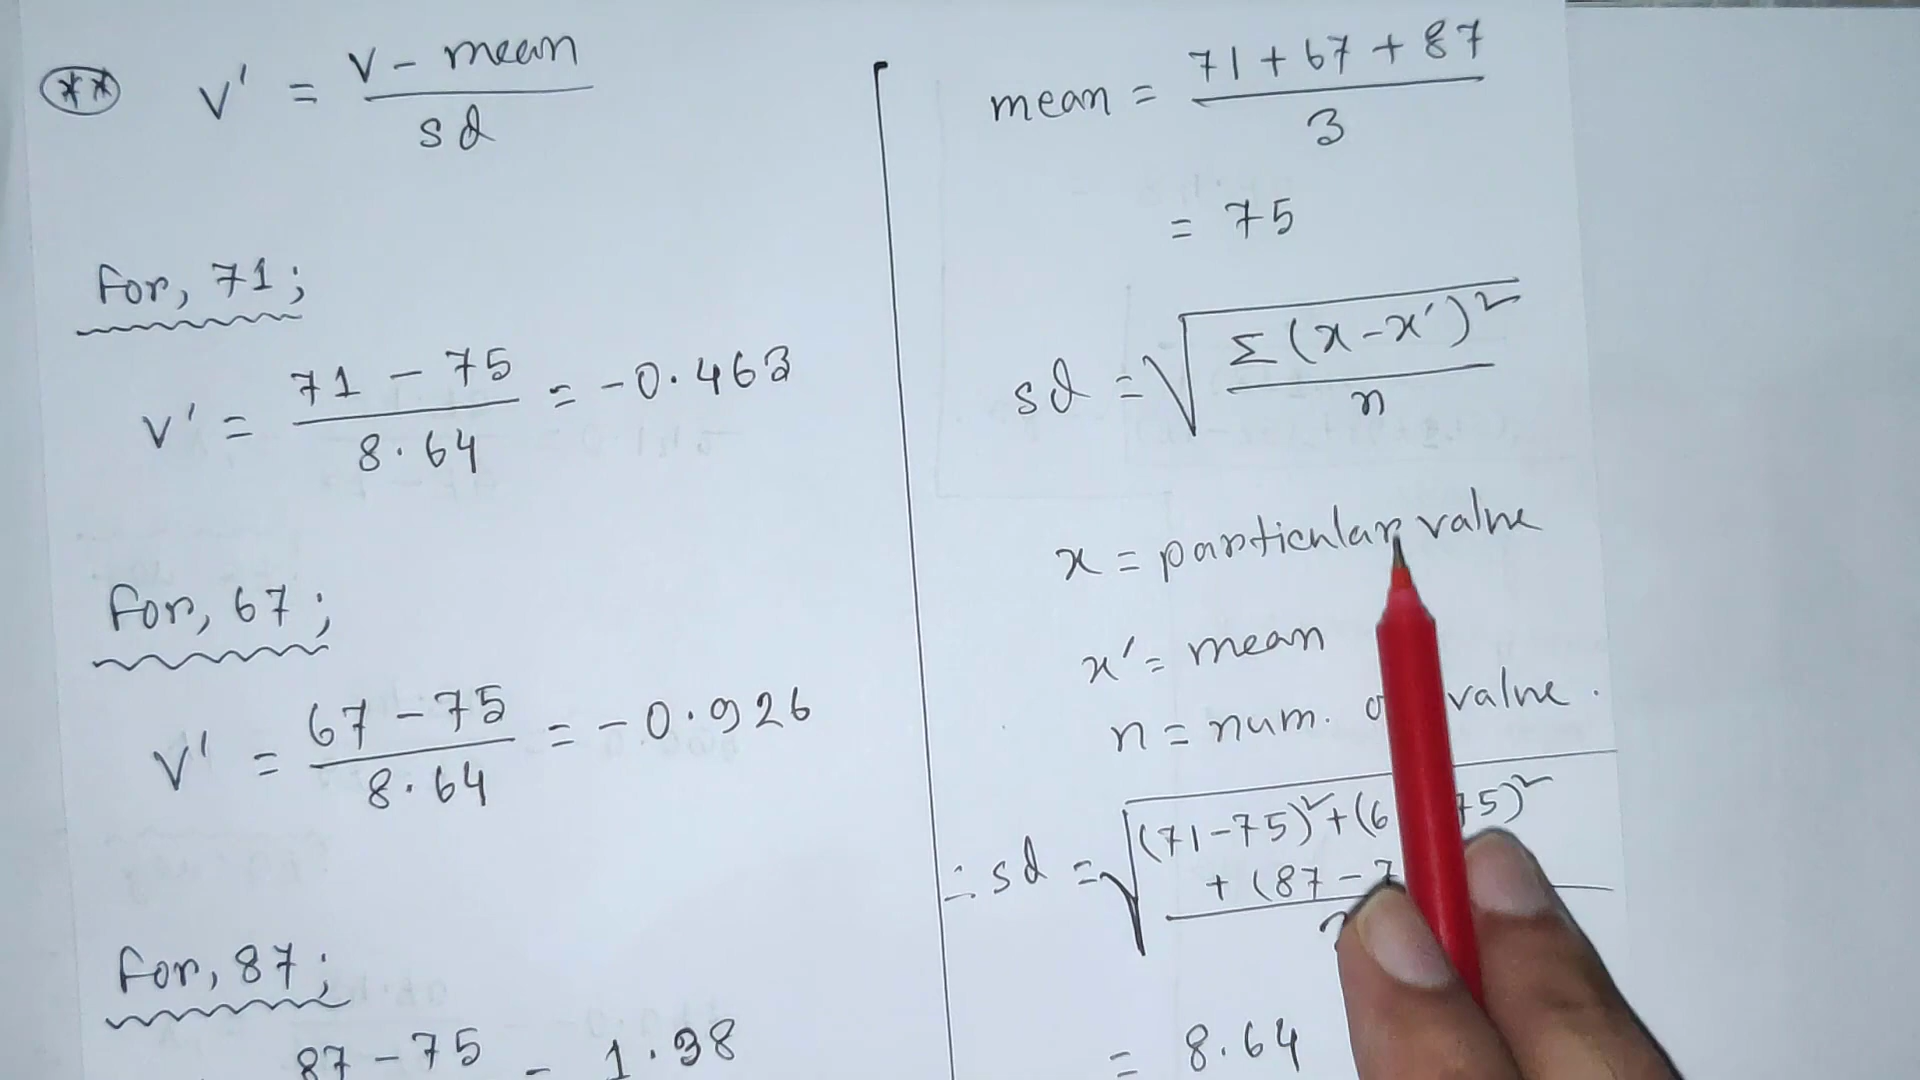 ** v' = v - mean / sd
for, 71;
v' = 71 - 75 / 8.64 = -0.463
for, 67;
v' = 67 - 75 / 8.64 = -0.926
for, 87;
87 - 75 = 1.38
mean = 71 + 67 + 87 / 3
= 75
sd = √ Σ (x - x')² / n
x = particular value
x' = mean
n = num. value.
∴ sd = √ (71-75)² + (6 75)²
+ (87 - 7
= 8.64